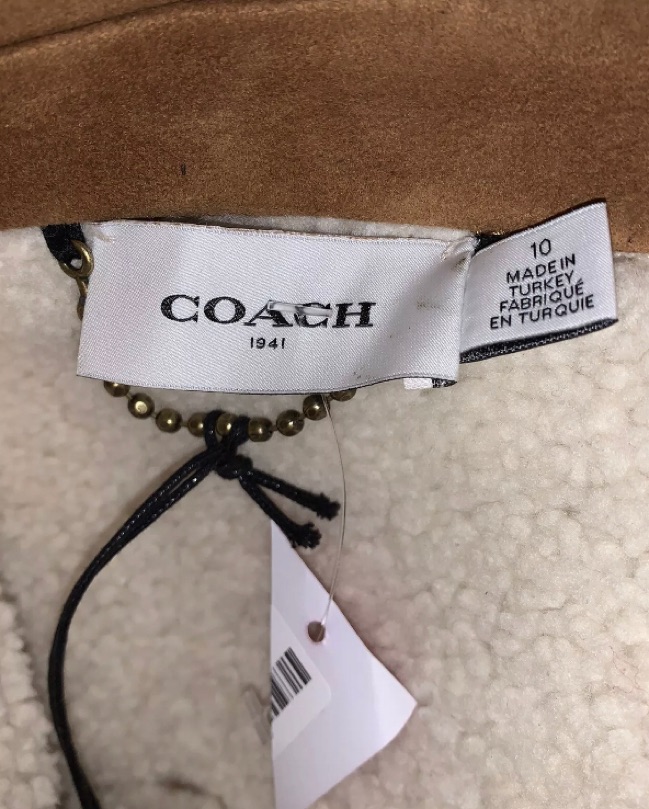 COACH
1941
10
MADE IN
TURKEY
FABRIQUÉ
EN TURQUIE